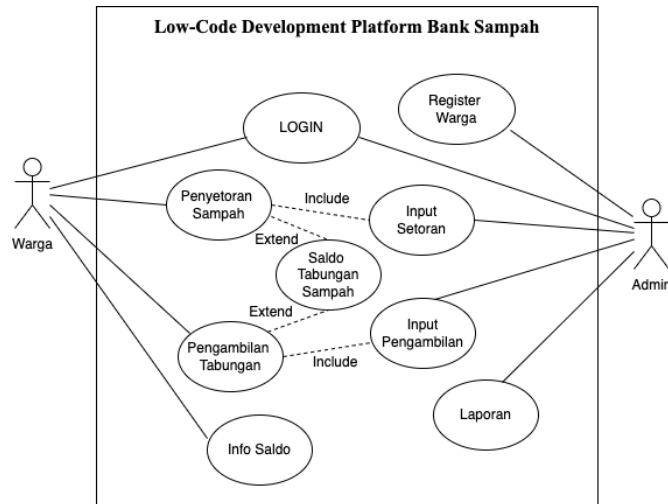 Low-Code Development Platform Bank Sampah
Register
Warga
LOGIN
Penyetoran
Sampah
Include
Input
Setoran
Warga
Extend
Saldo
Tabungan
Sampah
Admin
Extend
Input
Pengambilan
Pengambilan
Tabungan
Include
Laporan
Info Saldo